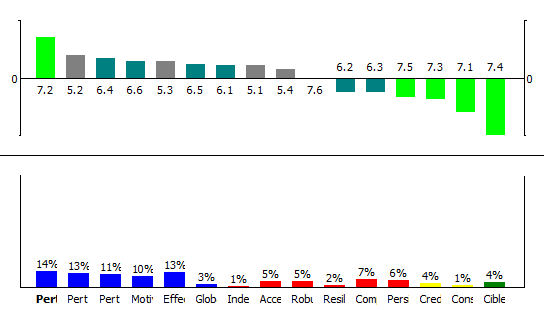 6.2 6.3 7.5 7.3 7.1 7.4
0 0
7.2 5.2 6.4 6.6 5.3 6.5 6.1 5.1 5.4 7.6
14% 13% 11% 10% 13% 3% 1% 5% 5% 2% 7% 6% 4% 1% 4%
Pert Pert Pert Motiv Effec Glob Inde Acce Robu Resil Com Pers Cred Cons Cible